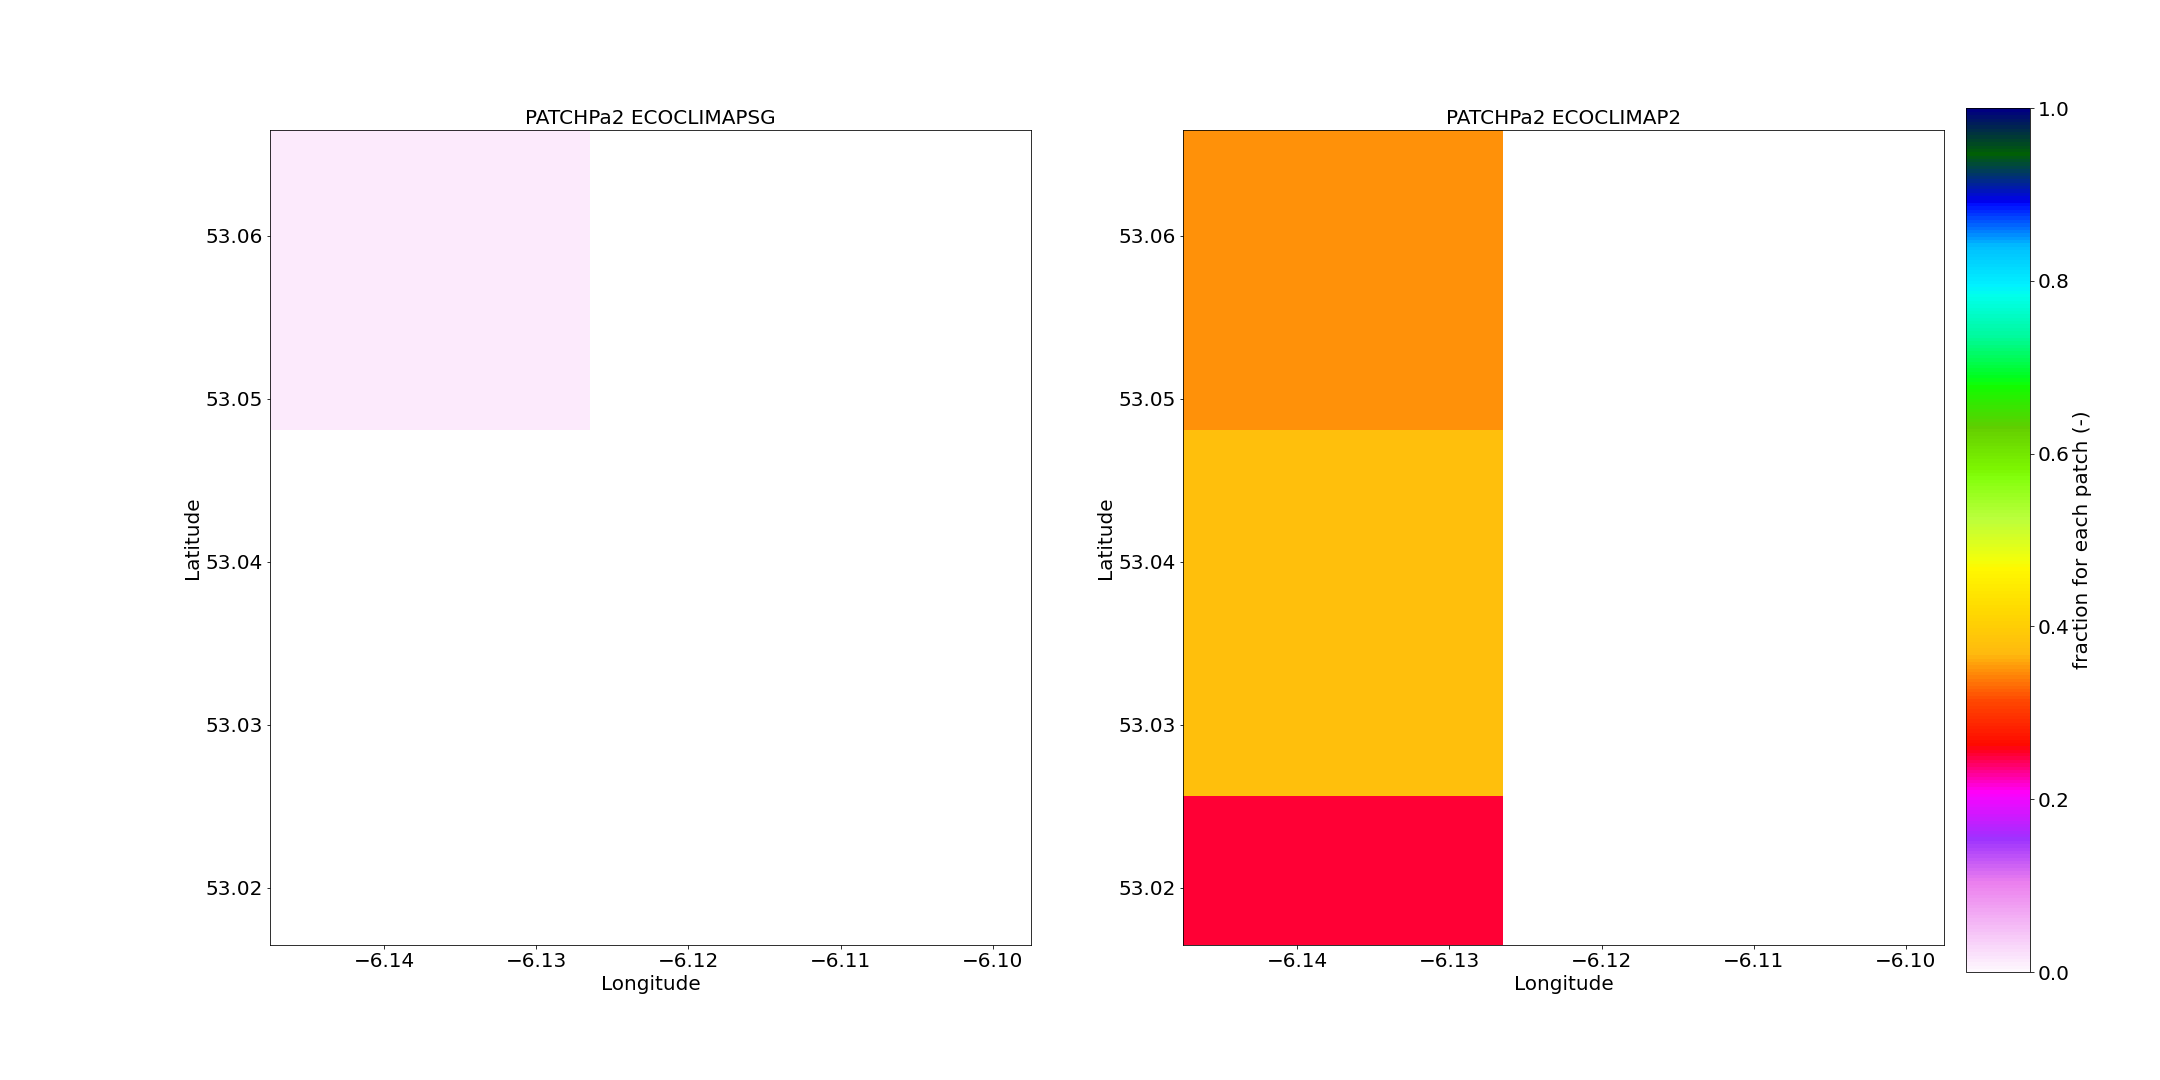 PATCHPa2 ECOCLIMAPSG
53.06
53.05
53.04
53.03
53.02
Latitude
−6.14 −6.13 −6.12 −6.11 −6.10
Longitude
PATCHPa2 ECOCLIMAP2
53.06
53.05
53.04
53.03
53.02
Latitude
−6.14 −6.13 −6.12 −6.11 −6.10
Longitude
1.0
0.8
0.6
0.4
0.2
0.0
fraction for each patch (-)